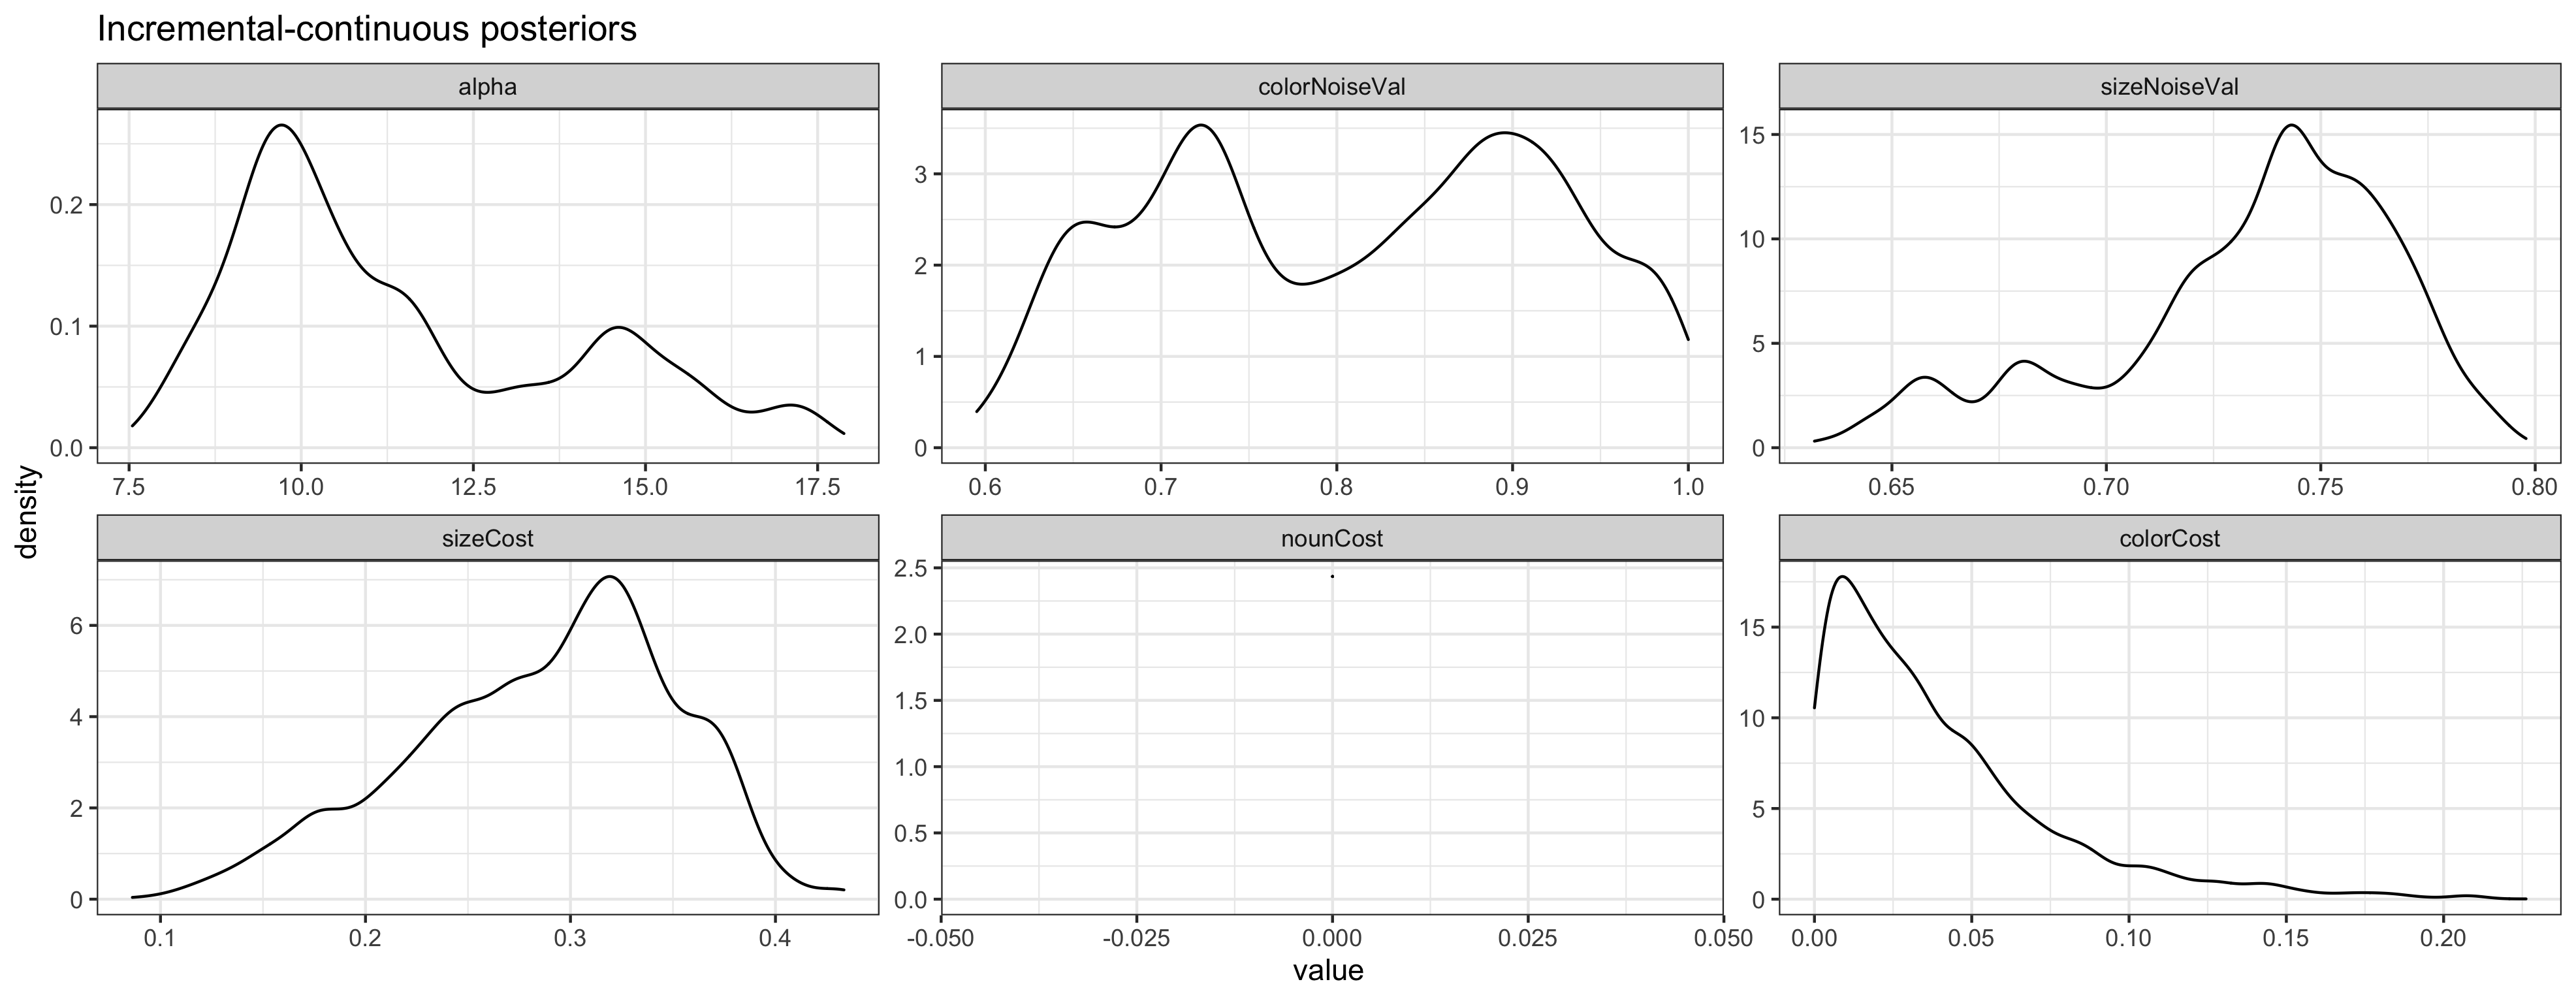 Incremental-continuous posteriors
alpha colorNoiseVal sizeNoiseVal
0.2
0.1
0.0
3
2
1
0
15
10
5
0
7.5 10.0 12.5 15.0 17.5
0.6 0.7 0.8 0.9 1.0
0.65 0.70 0.75 0.80
density
sizeCost nounCost colorCost
6
4
2
0
2.5
2.0
1.5
1.0
0.5
0.0
15
10
5
0
0.1 0.2 0.3 0.4
-0.050 -0.025 0.000 0.025 0.050
0.00 0.05 0.10 0.15 0.20
value